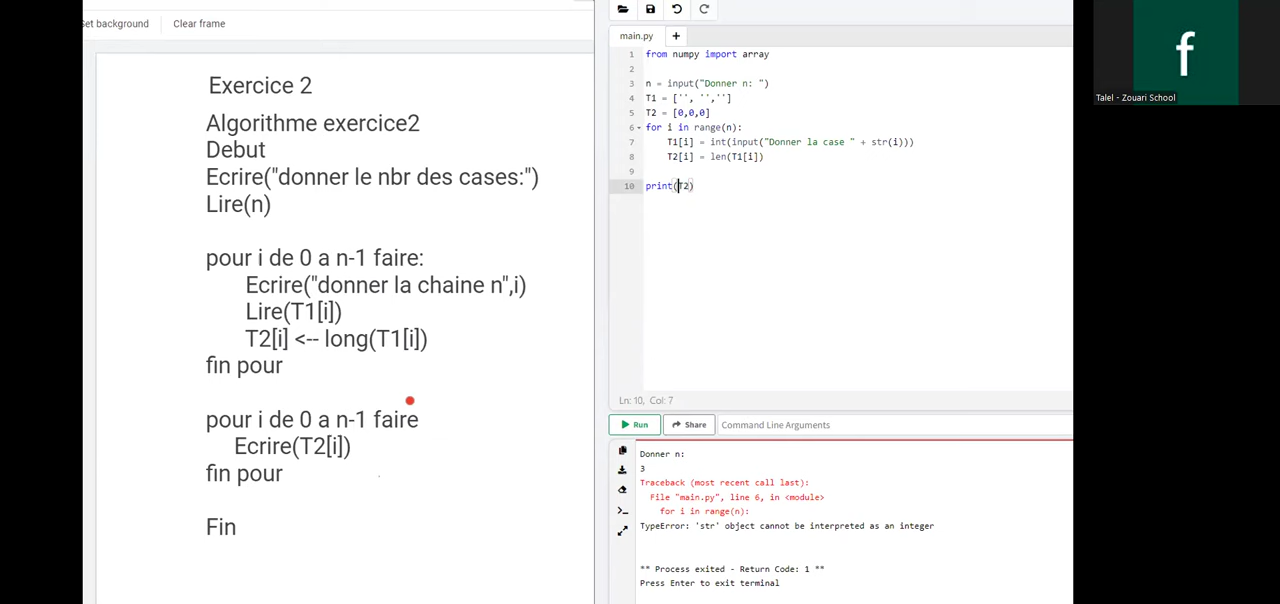 Set background
Clear frame
Exercice 2
Algorithme exercice2
Debut
Ecrire("donner le nbr des cases:")
Lire(n)
pour i de 0 a n-1 faire:
Ecrire("donner la chaine n",i)
Lire(T1[i])
T2[i] <-- long(T1[i])
fin pour
pour i de 0 a n-1 faire
Ecrire(T2[i])
fin pour
Fin
main.py
+
1 from numpy import array
2
3 n = input("Donner n: ")
4 T1 = ['', '','']
5 T2 = [0,0,0]
6 for i in range(n):
7 T1[i] = int(input("Donner la case " + str(i)))
8 T2[i] = len(T1[i])
9
10 print(T2)
Ln: 10, Col: 7
Run
Share
Command Line Arguments
Donner n:
3
Traceback (most recent call last):
File "main.py", line 6, in <module>
for i in range(n):
TypeError: 'str' object cannot be interpreted as an integer
** Process exited - Return Code: 1 **
Press Enter to exit terminal
f
Talel - Zouari School